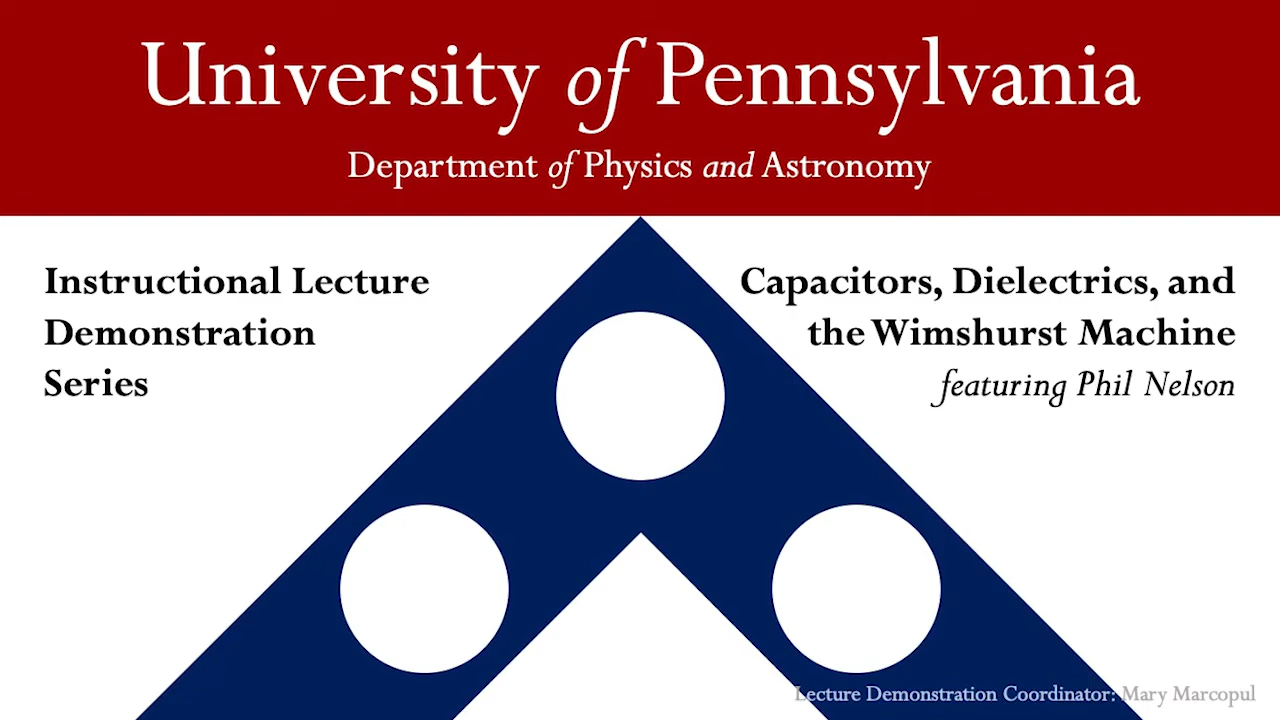 University of Pennsylvania
Department of Physics and Astronomy
Instructional Lecture
Demonstration
Series
Capacitors, Dielectrics, and
the Wimshurst Machine
featuring Phil Nelson
Lecture Demonstration Coordinator: Mary Marcopul